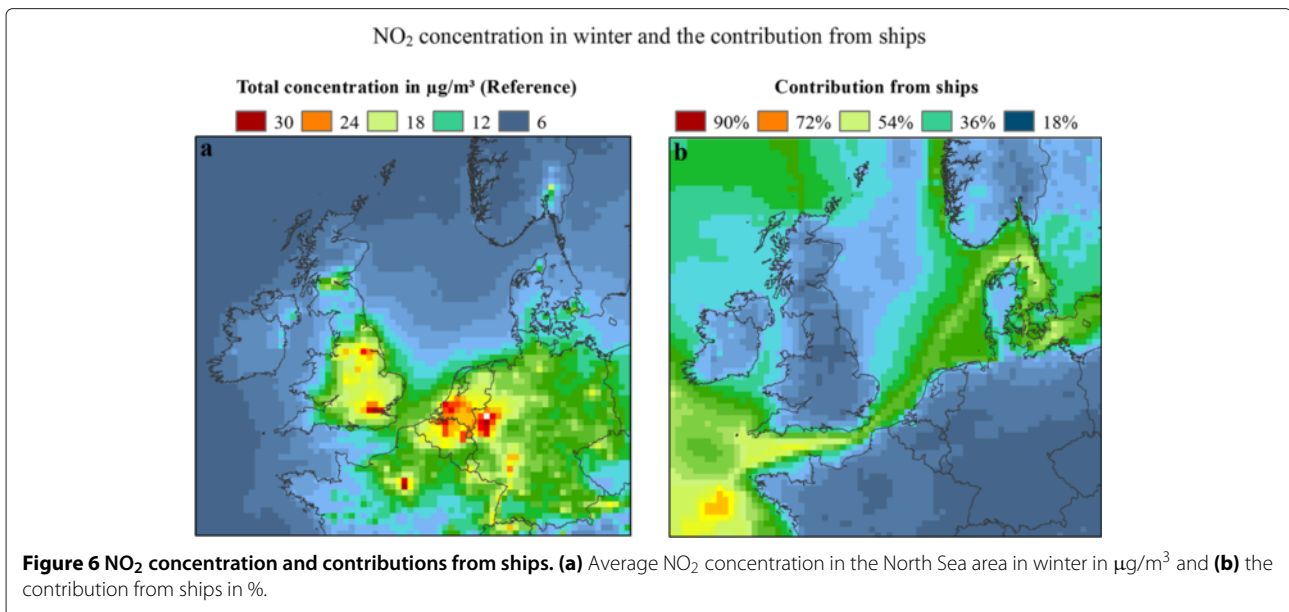 NO₂ concentration in winter and the contribution from ships
Total concentration in µg/m³ (Reference)
30 24 18 12 6
Contribution from ships
90% 72% 54% 36% 18%
a
b
Figure 6 NO₂ concentration and contributions from ships. (a) Average NO₂ concentration in the North Sea area in winter in µg/m³ and (b) the
contribution from ships in %.